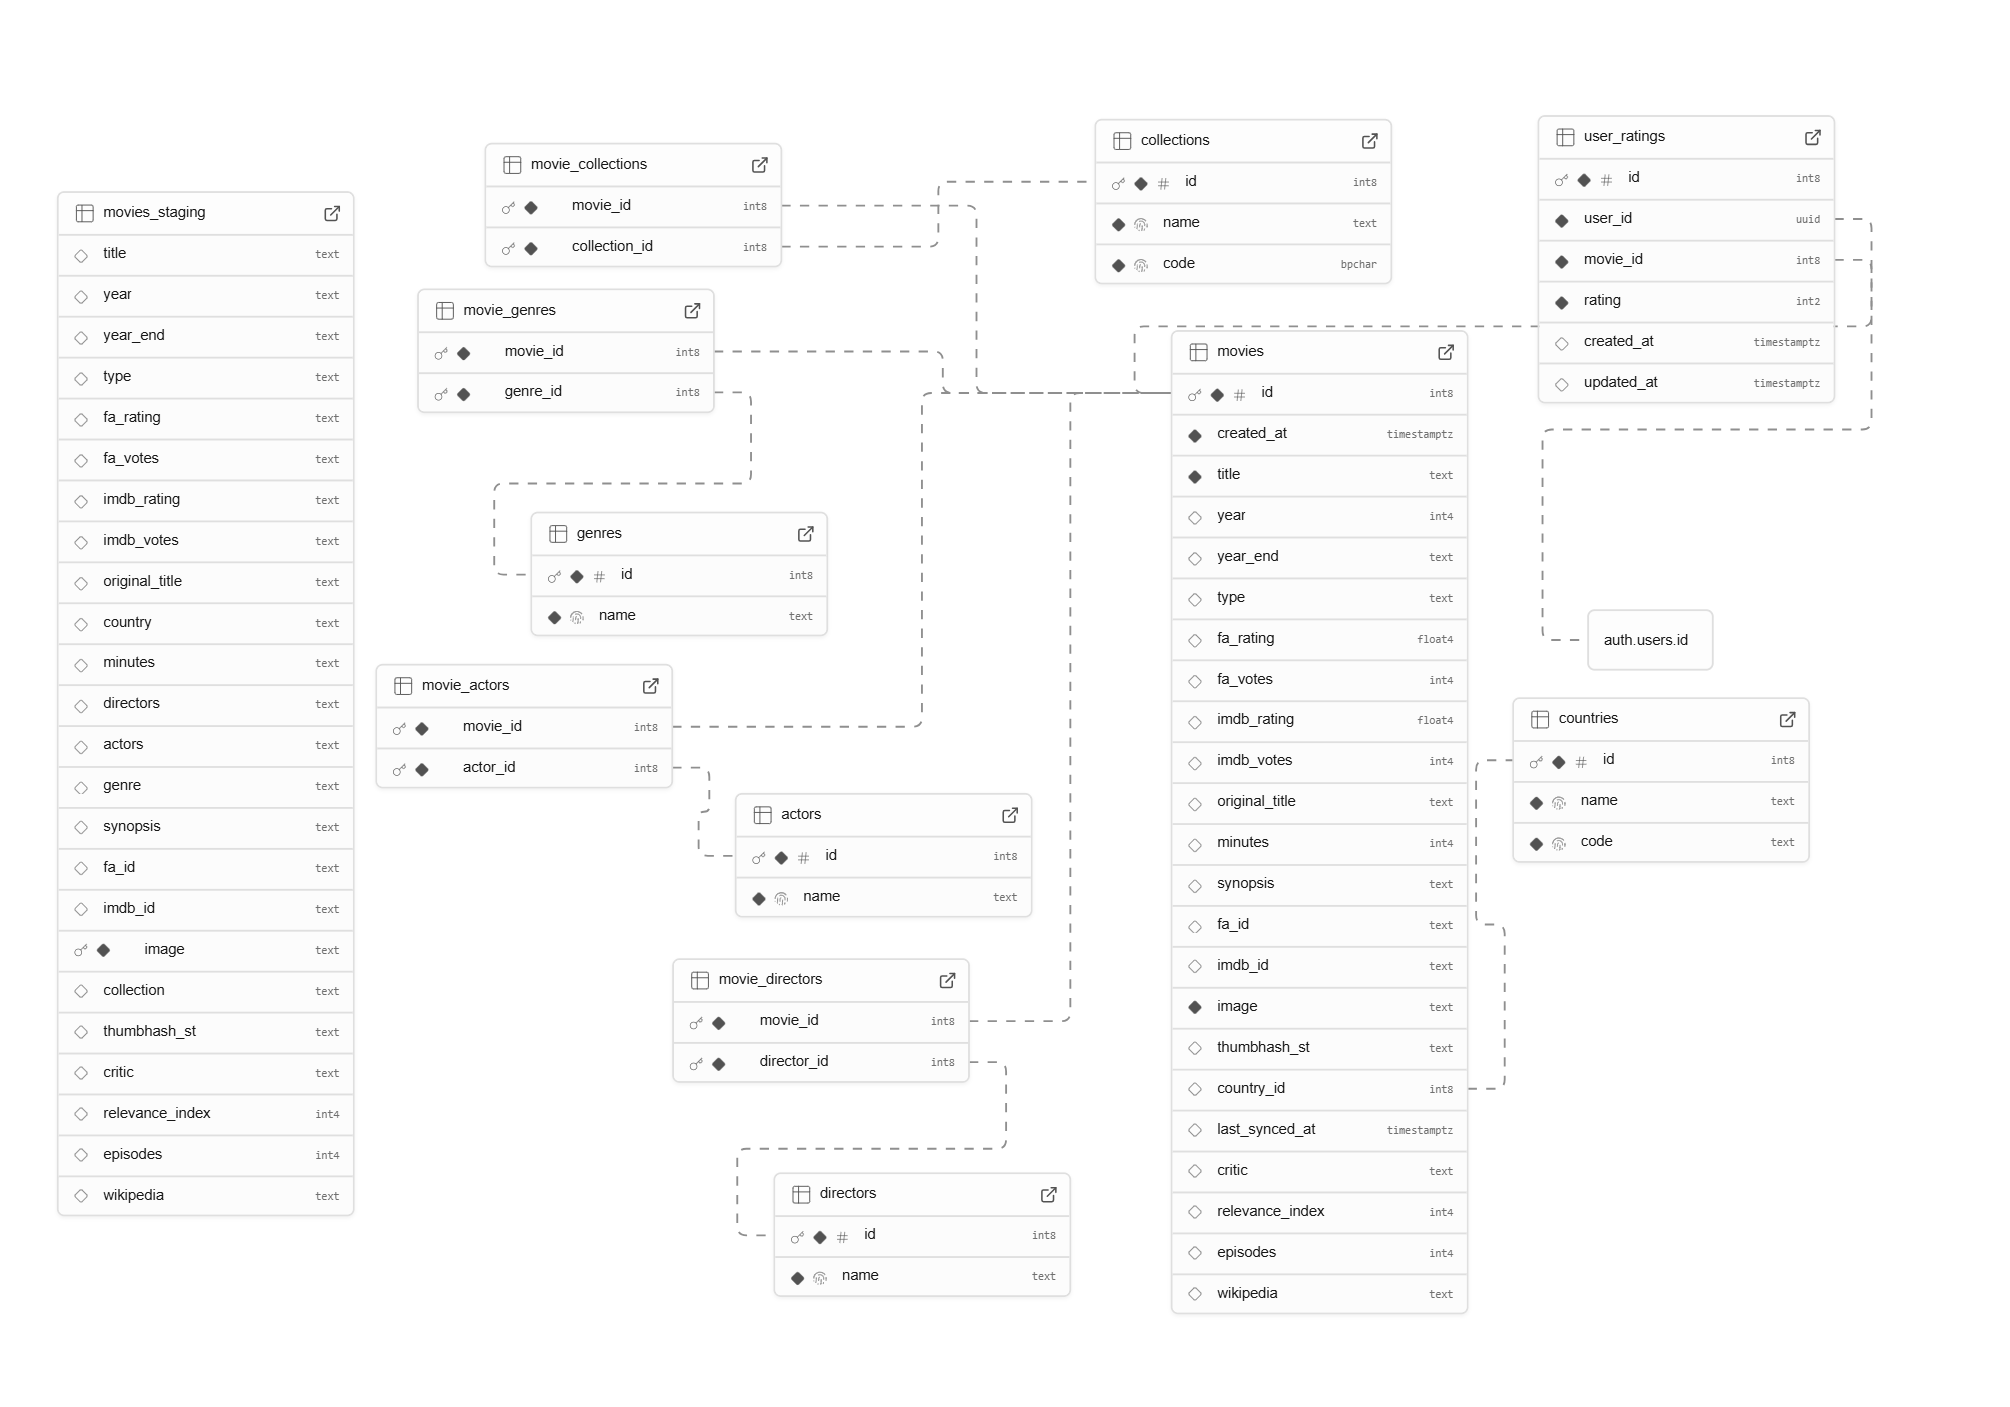 movies_staging
title text
year text
year_end text
type text
fa_rating text
fa_votes text
imdb_rating text
imdb_votes text
original_title text
country text
minutes text
directors text
actors text
genre text
synopsis text
fa_id text
imdb_id text
image text
collection text
thumbhash_st text
critic text
relevance_index int4
episodes int4
wikipedia text
movie_collections
movie_id int8
collection_id int8
movie_genres
movie_id int8
genre_id int8
genres
id int8
name text
movie_actors
movie_id int8
actor_id int8
actors
id int8
name text
movie_directors
movie_id int8
director_id int8
directors
id int8
name text
collections
# id int8
name text
code bpchar
movies
id int8
created_at timestamptz
title text
year int4
year_end text
type text
fa_rating float4
fa_votes int4
imdb_rating float4
imdb_votes int4
original_title text
minutes int4
synopsis text
fa_id text
imdb_id text
image text
thumbhash_st text
country_id int8
last_synced_at timestamptz
critic text
relevance_index int4
episodes int4
wikipedia text
user_ratings
id int8
user_id uuid
movie_id int8
rating int2
created_at timestamptz
updated_at timestamptz
auth.users.id
countries
id int8
name text
code text